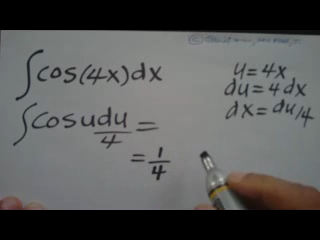 ∫cos(4x)dx
∫cosu du/4 =
= 1/4
u=4x
du=4dx
dx=du/4